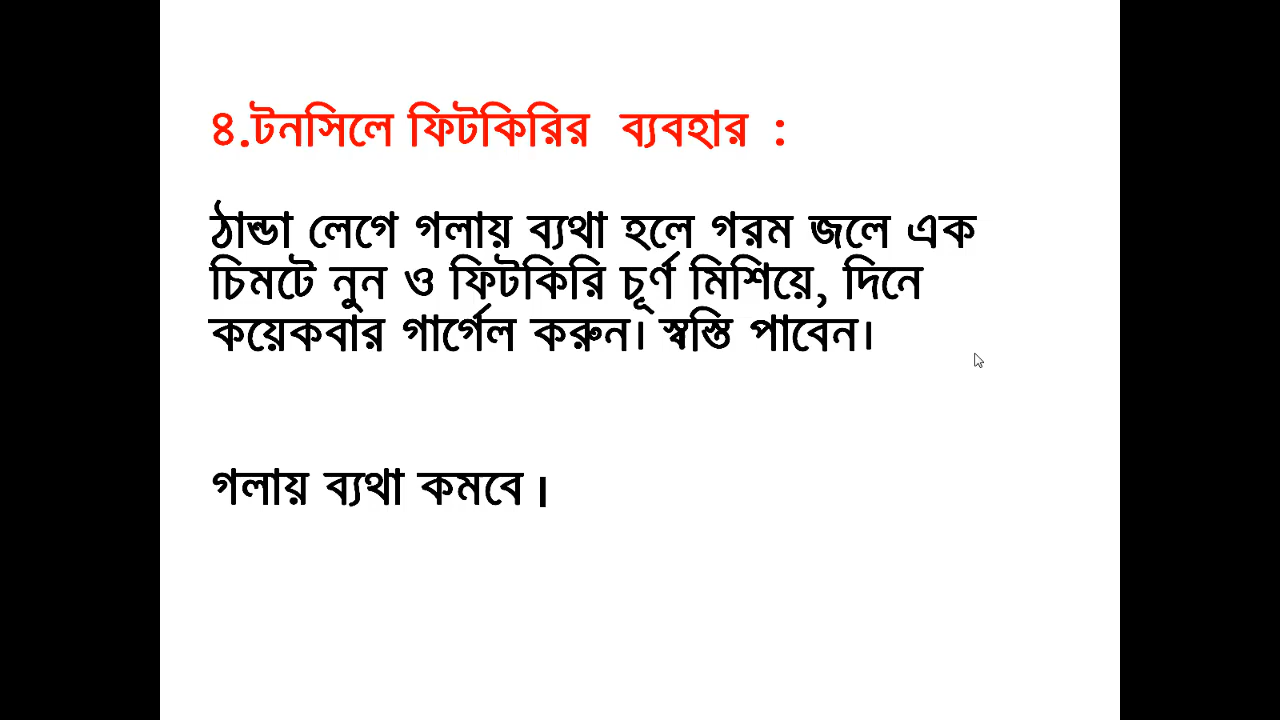 ৪.টনসিলে ফিটকিরির ব্যবহার :
ঠান্ডা লেগে গলায় ব্যথা হলে গরম জলে এক
চিমটে নুন ও ফিটকিরি চূর্ণ মিশিয়ে, দিনে
কয়েকবার গার্গেল করুন। স্বস্তি পাবেন।
গলায় ব্যথা কমবে।